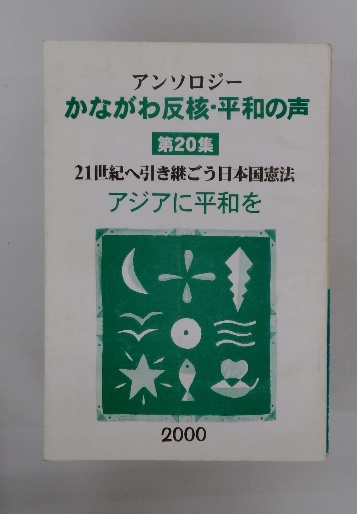 アンソロジー
かながわ反核・平和の声
第20集
21世紀へ引き継ごう日本国憲法
アジアに平和を
2000